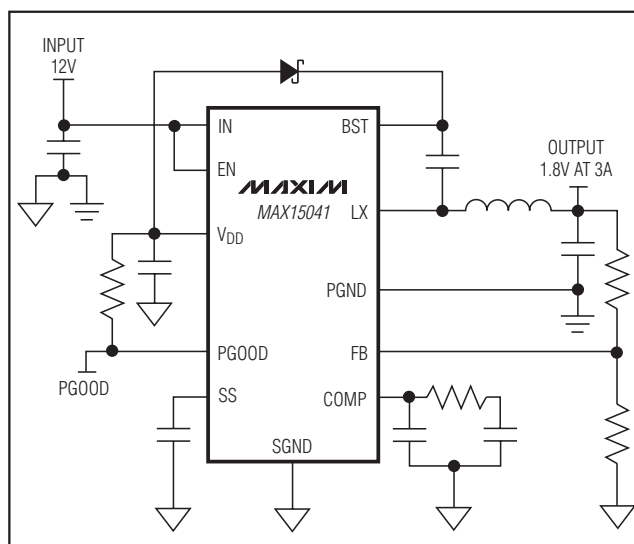 INPUT
12V
IN
BST
OUTPUT
1.8V AT 3A
EN
MAXIM
MAX15041
LX
VDD
PGND
PGOOD
FB
PGOOD
SS
COMP
SGND